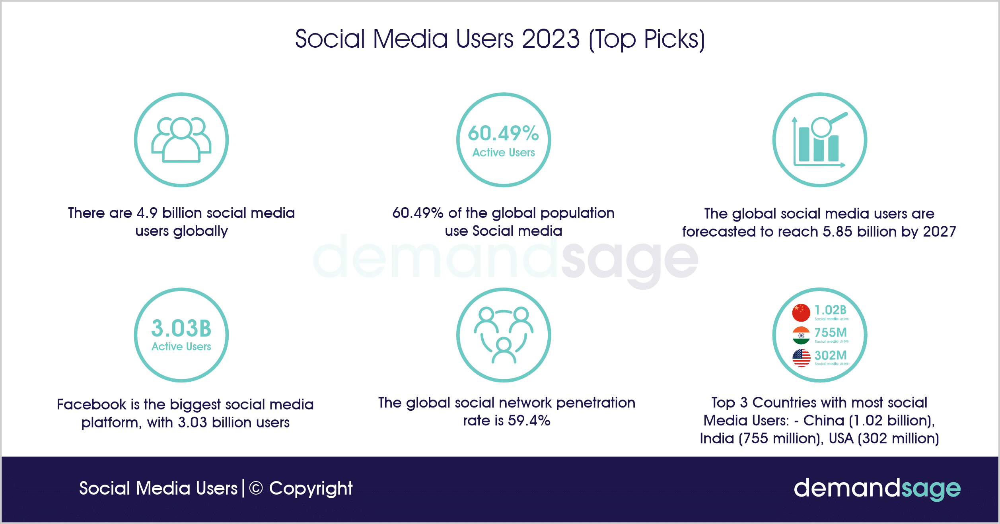 Social Media Users 2023 (Top Picks)
There are 4.9 billion social media
users globally
60.49%
Active Users
60.49% of the global population
use Social media
The global social media users are
forecasted to reach 5.85 billion by 2027
demandsage
3.03B
Active Users
Facebook is the biggest social media
platform, with 3.03 billion users
The global social network penetration
rate is 59.4%
1.02B
Social media users
755M
Social media users
302M
Social media users
Top 3 Countries with most social
Media Users: - China (1.02 billion),
India (755 million), USA (302 million)
Social Media Users|© Copyright
demandsage